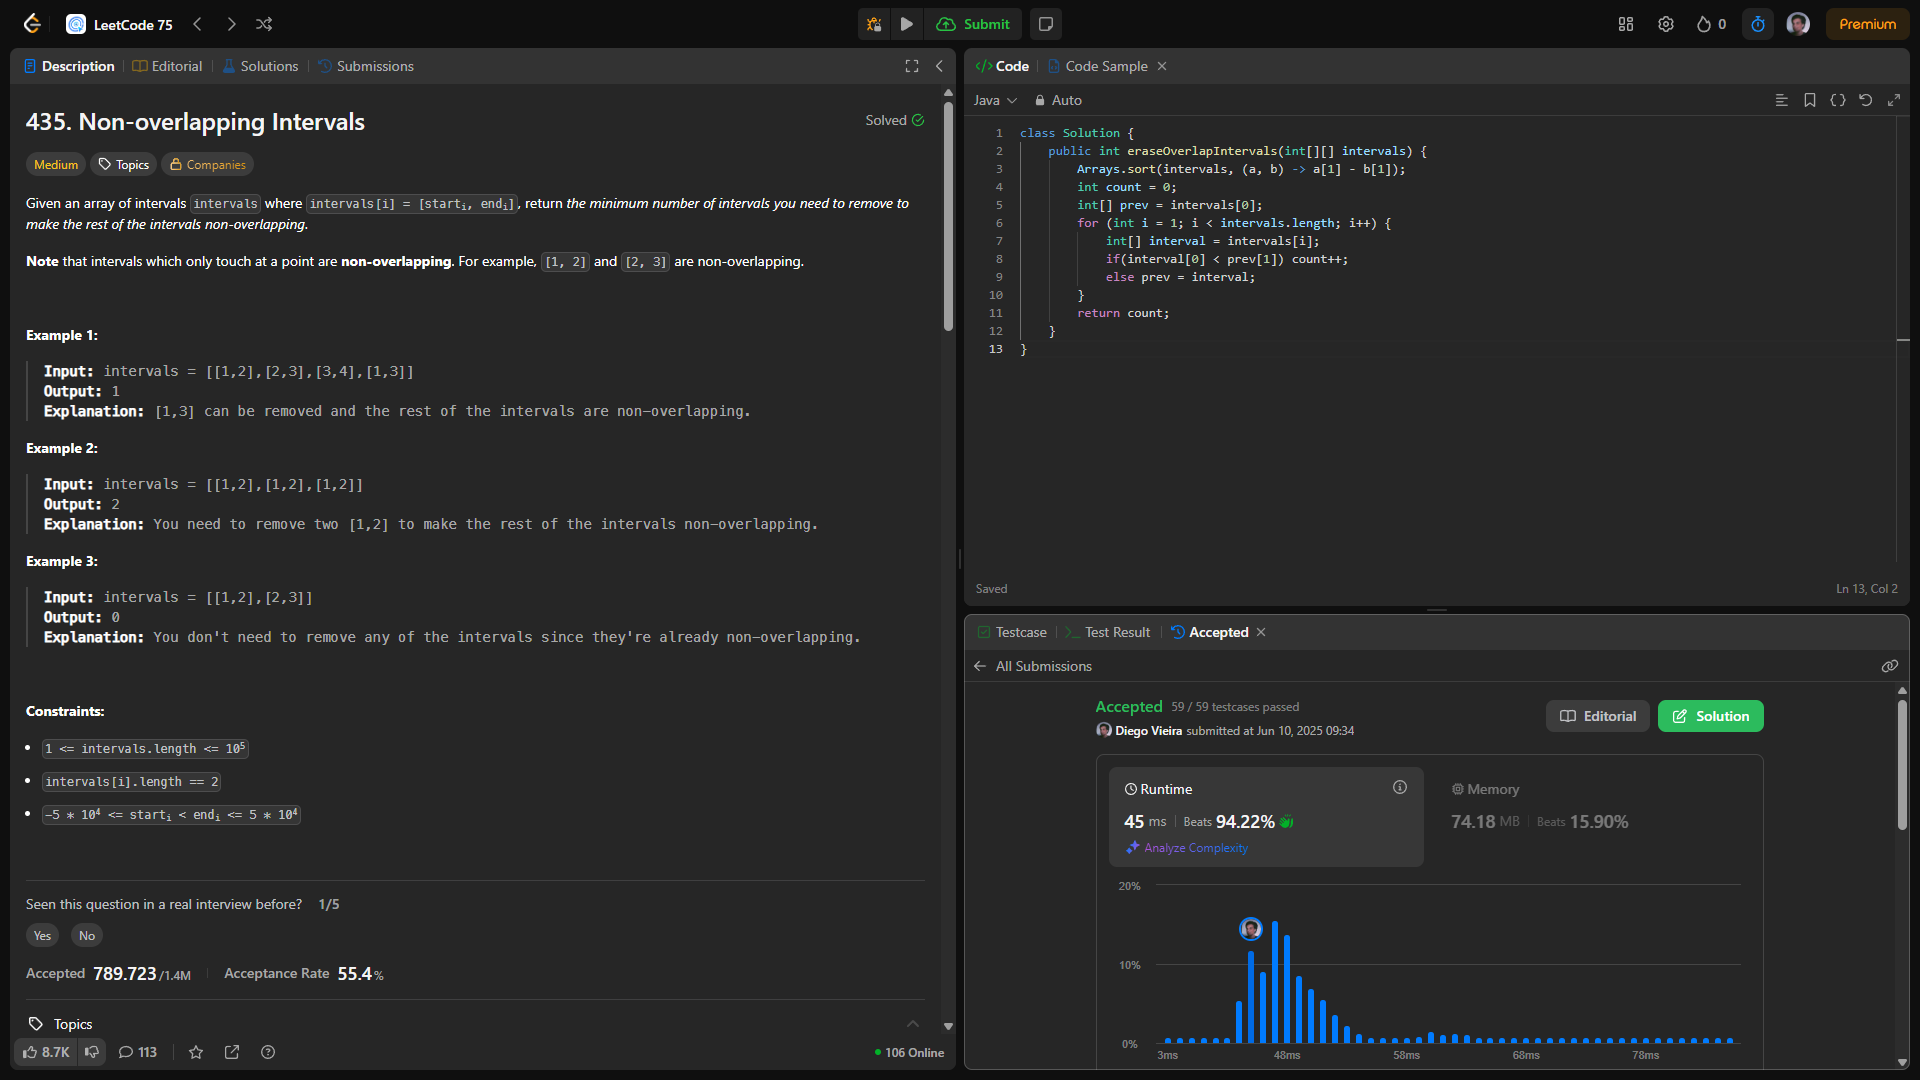 LeetCode 75
Submit
0
Premium
Description
Editorial
Solutions
Submissions
435. Non-overlapping Intervals
Solved
Medium
Topics
Companies
Given an array of intervals intervals where intervals[i] = [starti, endi], return the minimum number of intervals you need to remove to
make the rest of the intervals non-overlapping.
Note that intervals which only touch at a point are non-overlapping. For example, [1, 2] and [2, 3] are non-overlapping.
Example 1:
Input: intervals = [[1,2],[2,3],[3,4],[1,3]]
Output: 1
Explanation: [1,3] can be removed and the rest of the intervals are non-overlapping.
Example 2:
Input: intervals = [[1,2],[1,2],[1,2]]
Output: 2
Explanation: You need to remove two [1,2] to make the rest of the intervals non-overlapping.
Example 3:
Input: intervals = [[1,2],[2,3]]
Output: 0
Explanation: You don't need to remove any of the intervals since they're already non-overlapping.
Constraints:
• 1 <= intervals.length <= 10⁵
• intervals[i].length == 2
• -5 * 10⁴ <= starti < endi <= 5 * 10⁴
Seen this question in a real interview before? 1/5
Yes No
Accepted 789.723/1.4M Acceptance Rate 55.4%
Topics
8.7K 113 106 Online
Code
Code Sample
Java Auto
1 class Solution {
2 public int eraseOverlapIntervals(int[][] intervals) {
3 Arrays.sort(intervals, (a, b) -> a[1] - b[1]);
4 int count = 0;
5 int[] prev = intervals[0];
6 for (int i = 1; i < intervals.length; i++) {
7 int[] interval = intervals[i];
8 if(interval[0] < prev[1]) count++;
9 else prev = interval;
10 }
11 return count;
12 }
13 }
Saved
Ln 13, Col 2
Testcase
Test Result
Accepted
All Submissions
Accepted 59 / 59 testcases passed
Diego Vieira submitted at Jun 10, 2025 09:34
Editorial
Solution
Runtime
45 ms Beats 94.22%
Analyze Complexity
Memory
74.18 MB Beats 15.90%
20%
10%
0%
3ms 48ms 58ms 68ms 78ms